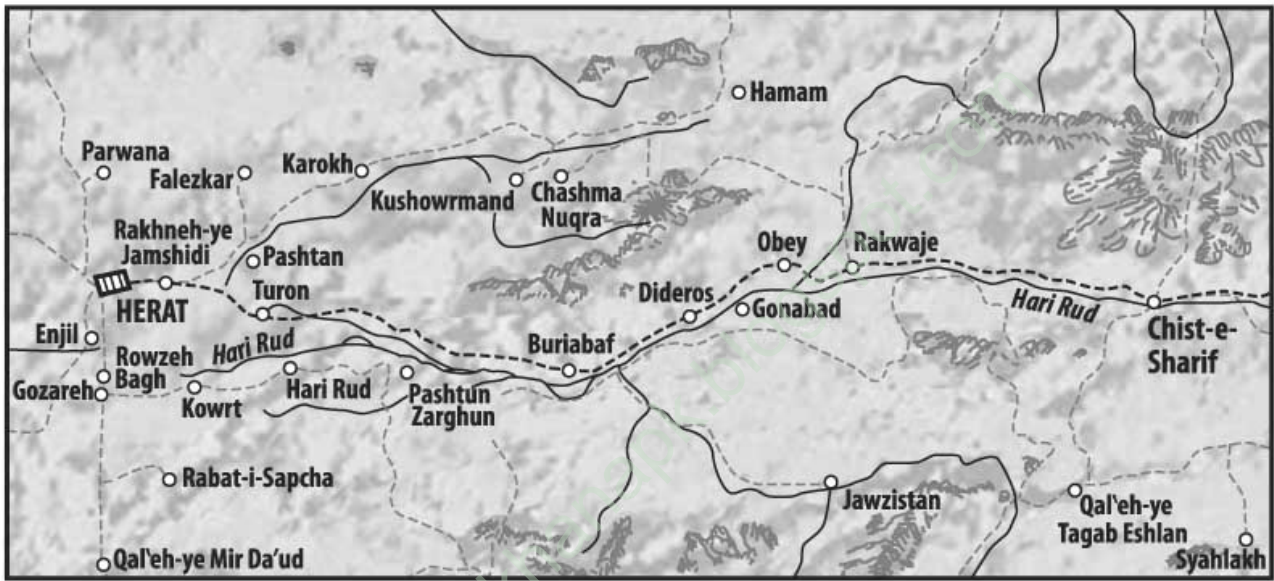 Hamam
Parwana
Falezkar
Karokh
Kushowrmand
Chashma
Nuqra
Rakhneh-ye
Jamshidi
Pashtan
Obey
Rakwaje
HERAT
Turon
Dideros
Gonabad
Hari Rud
Chist-e-
Sharif
Enjil
Hari Rud
Buriabaf
Rowzeh
Bagh
Gozareh
Kowrt
Hari Rud
Pashtun
Zarghun
Rabat-i-Sapcha
Jawzistan
Qal'eh-ye
Tagab Eshlan
Qal'eh-ye Mir Da'ud
Syahlakh